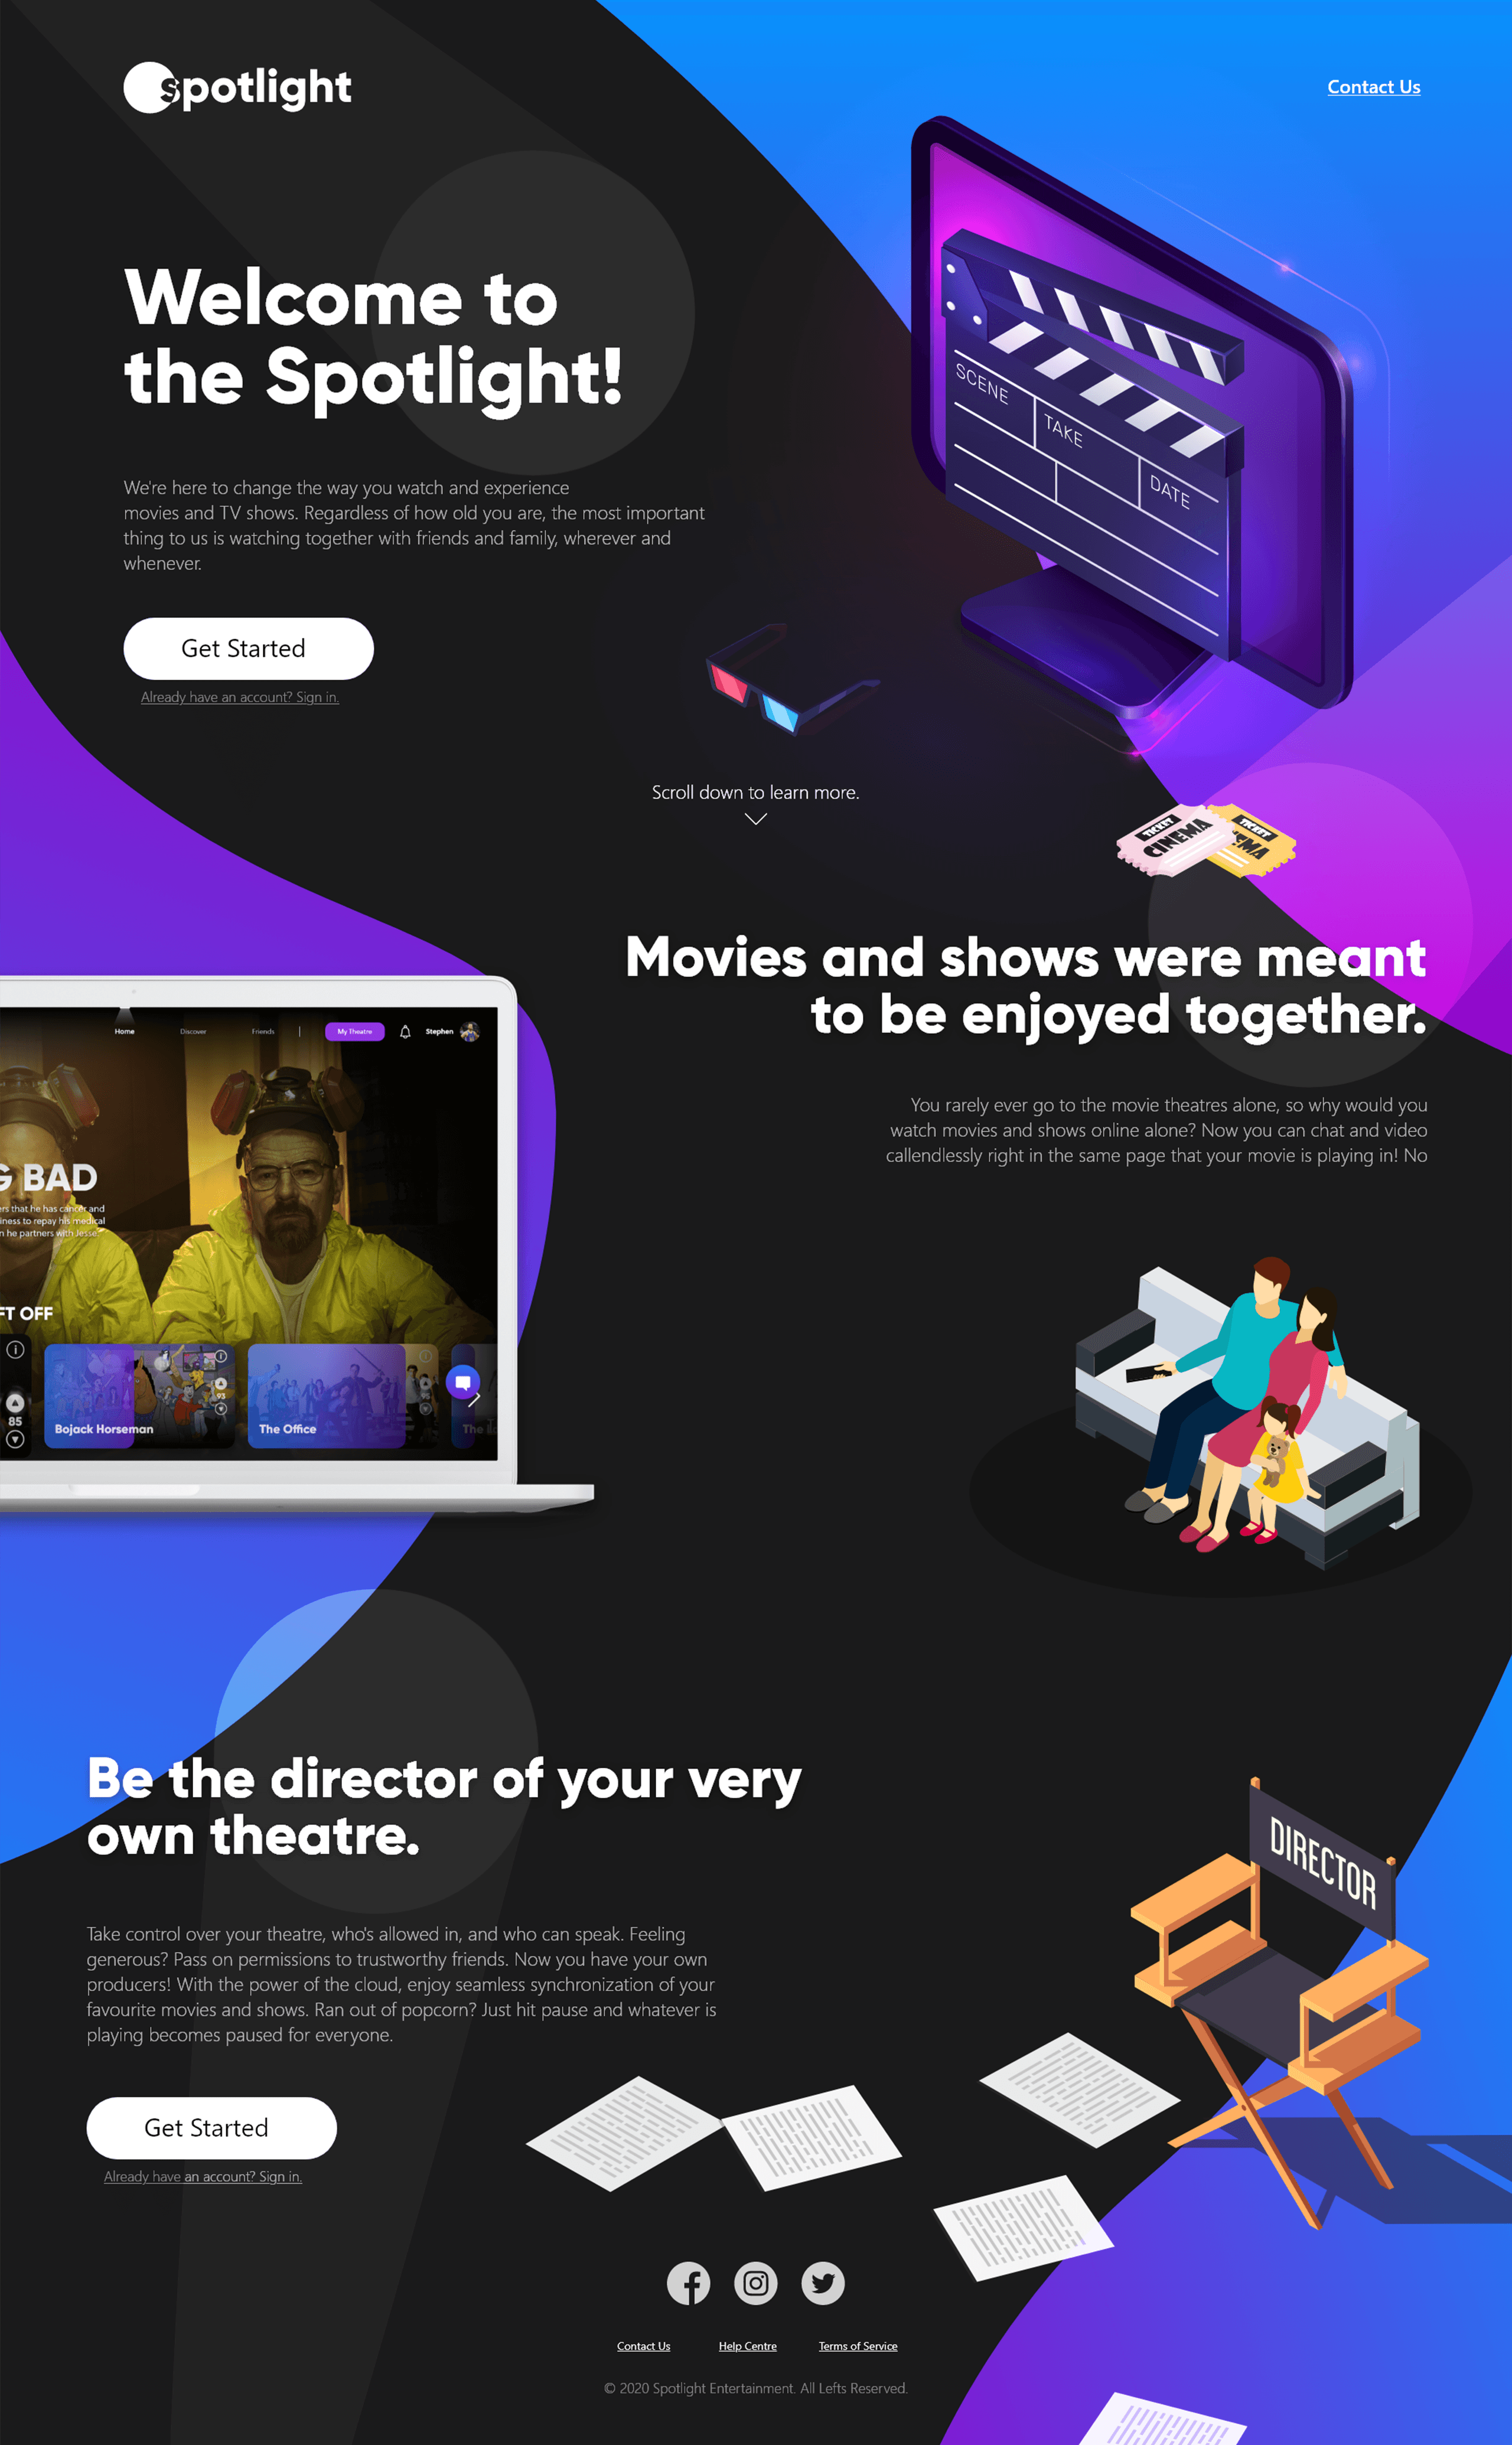 spotlight
Contact Us
Welcome to
the Spotlight!
We're here to change the way you watch and experience
movies and TV shows. Regardless of how old you are, the most important
thing to us is watching together with friends and family, wherever and
whenever.
Get Started
Already have an account? Sign in.
SCENE
TAKE
DATE
Scroll down to learn more.
TICKET
CINEMA
TICKET
MA
Movies and shows were meant
to be enjoyed together.
You rarely ever go to the movie theatres alone, so why would you
watch movies and shows online alone? Now you can chat and video
callendlessly right in the same page that your movie is playing in! No
Home
Discover
Friends
My Theatre
Stephen
G BAD
ers that he has cancer and
iness to repay his medical
n he partners with Jesse
FT OFF
85
Bojack Horseman
93
The Office
95
The
Be the director of your very
own theatre.
Take control over your theatre, who's allowed in, and who can speak. Feeling
generous? Pass on permissions to trustworthy friends. Now you have your own
producers! With the power of the cloud, enjoy seamless synchronization of your
favourite movies and shows. Ran out of popcorn? Just hit pause and whatever is
playing becomes paused for everyone.
Get Started
Already have an account? Sign in.
DIRECTOR
Contact Us
Help Centre
Terms of Service
© 2020 Spotlight Entertainment. All Lefts Reserved.